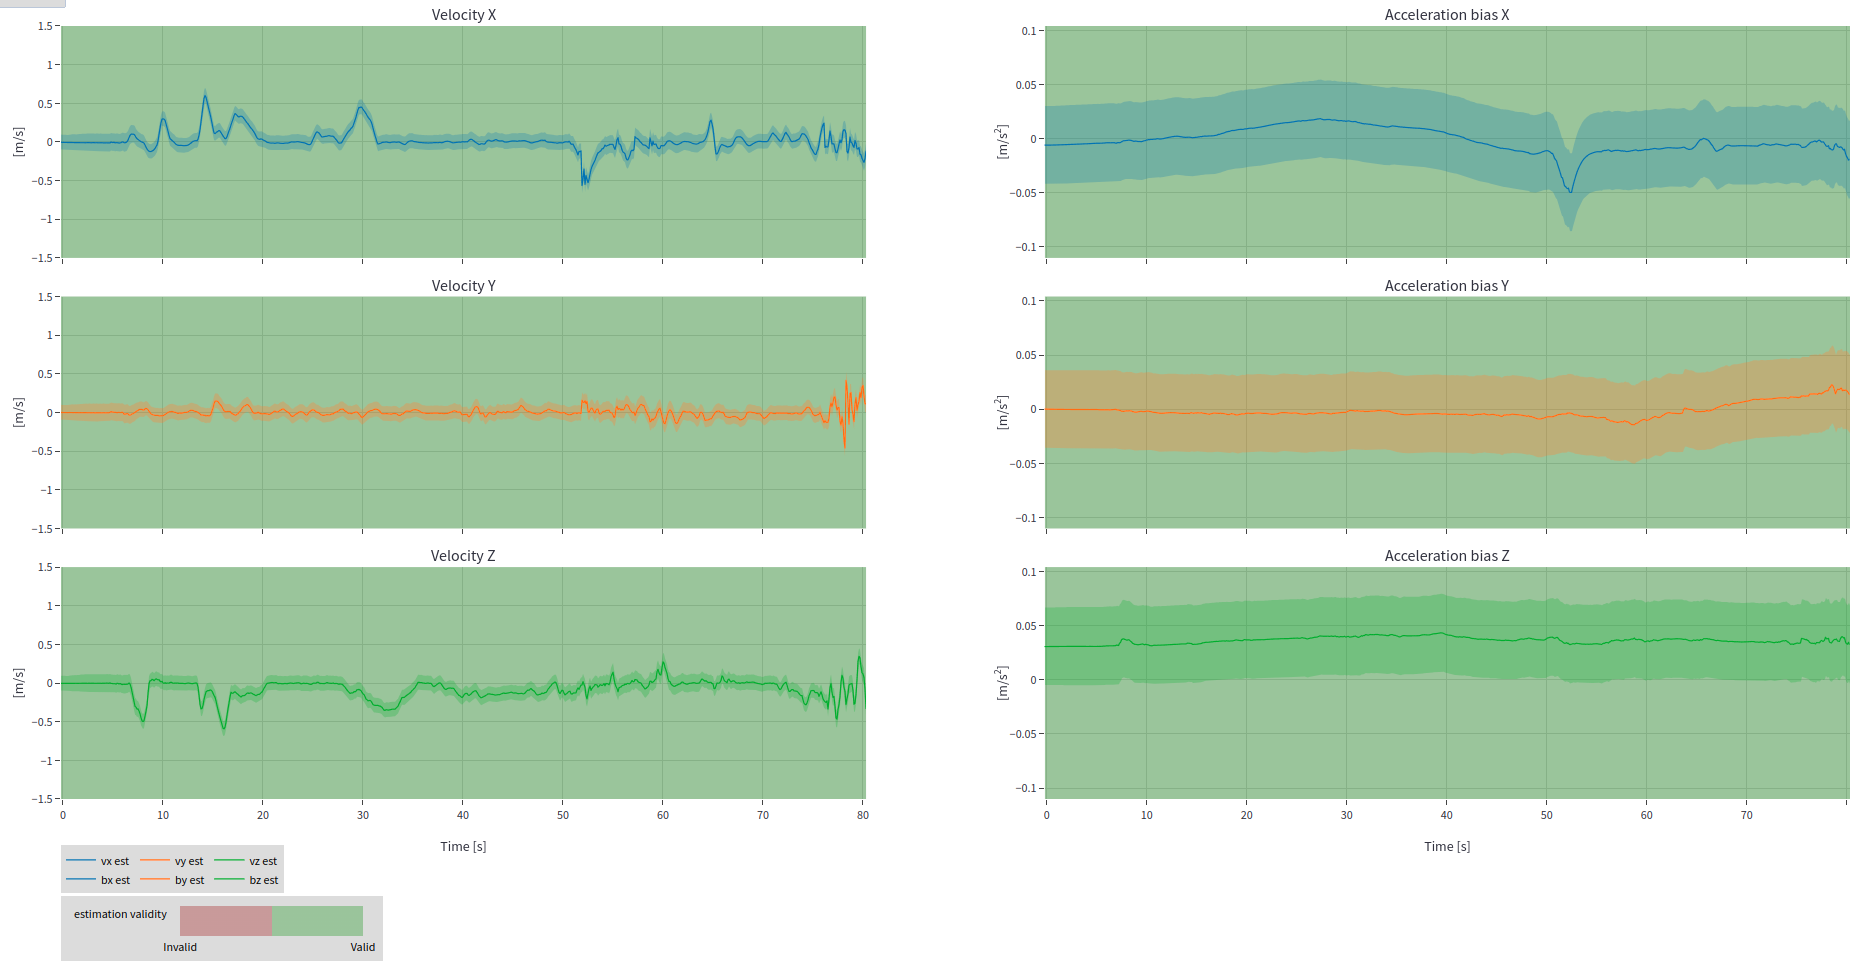 Velocity X
1.5
1
0.5
0
−0.5
−1
−1.5
[m/s]
Acceleration bias X
0.1
0.05
0
−0.05
−0.1
[m/s²]
Velocity Y
1.5
1
0.5
0
−0.5
−1
−1.5
[m/s]
Acceleration bias Y
0.1
0.05
0
−0.05
−0.1
[m/s²]
Velocity Z
1.5
1
0.5
0
−0.5
−1
−1.5
[m/s]
0 10 20 30 40 50 60 70 80
Time [s]
Acceleration bias Z
0.1
0.05
0
−0.05
−0.1
[m/s²]
0 10 20 30 40 50 60 70
Time [s]
vx est vy est vz est
bx est by est bz est
estimation validity
Invalid Valid